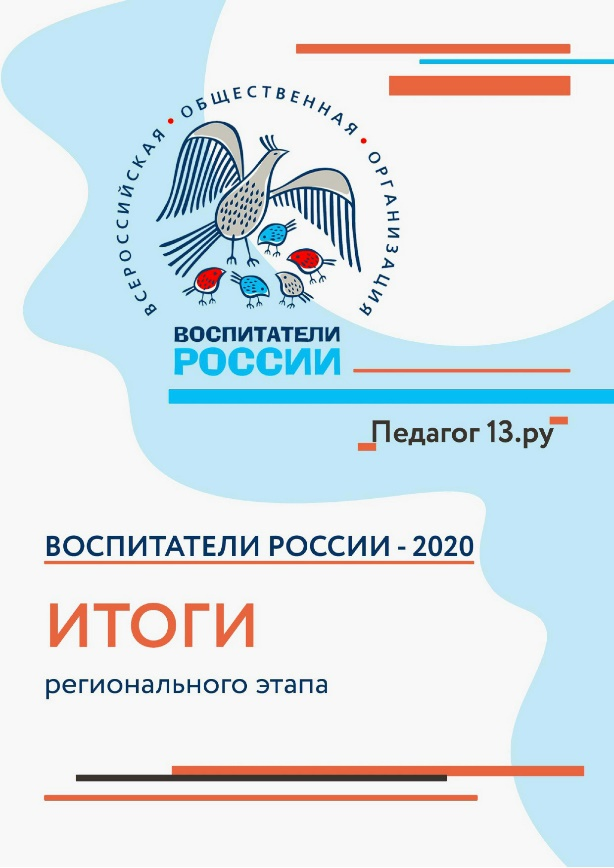 ВСЕРОССИЙСКАЯ • ОБЩЕСТВЕННАЯ • ОРГАНИЗАЦИЯ
ВОСПИТАТЕЛИ
РОССИИ
Педагог 13.ру
ВОСПИТАТЕЛИ РОССИИ - 2020
ИТОГИ
регионального этапа